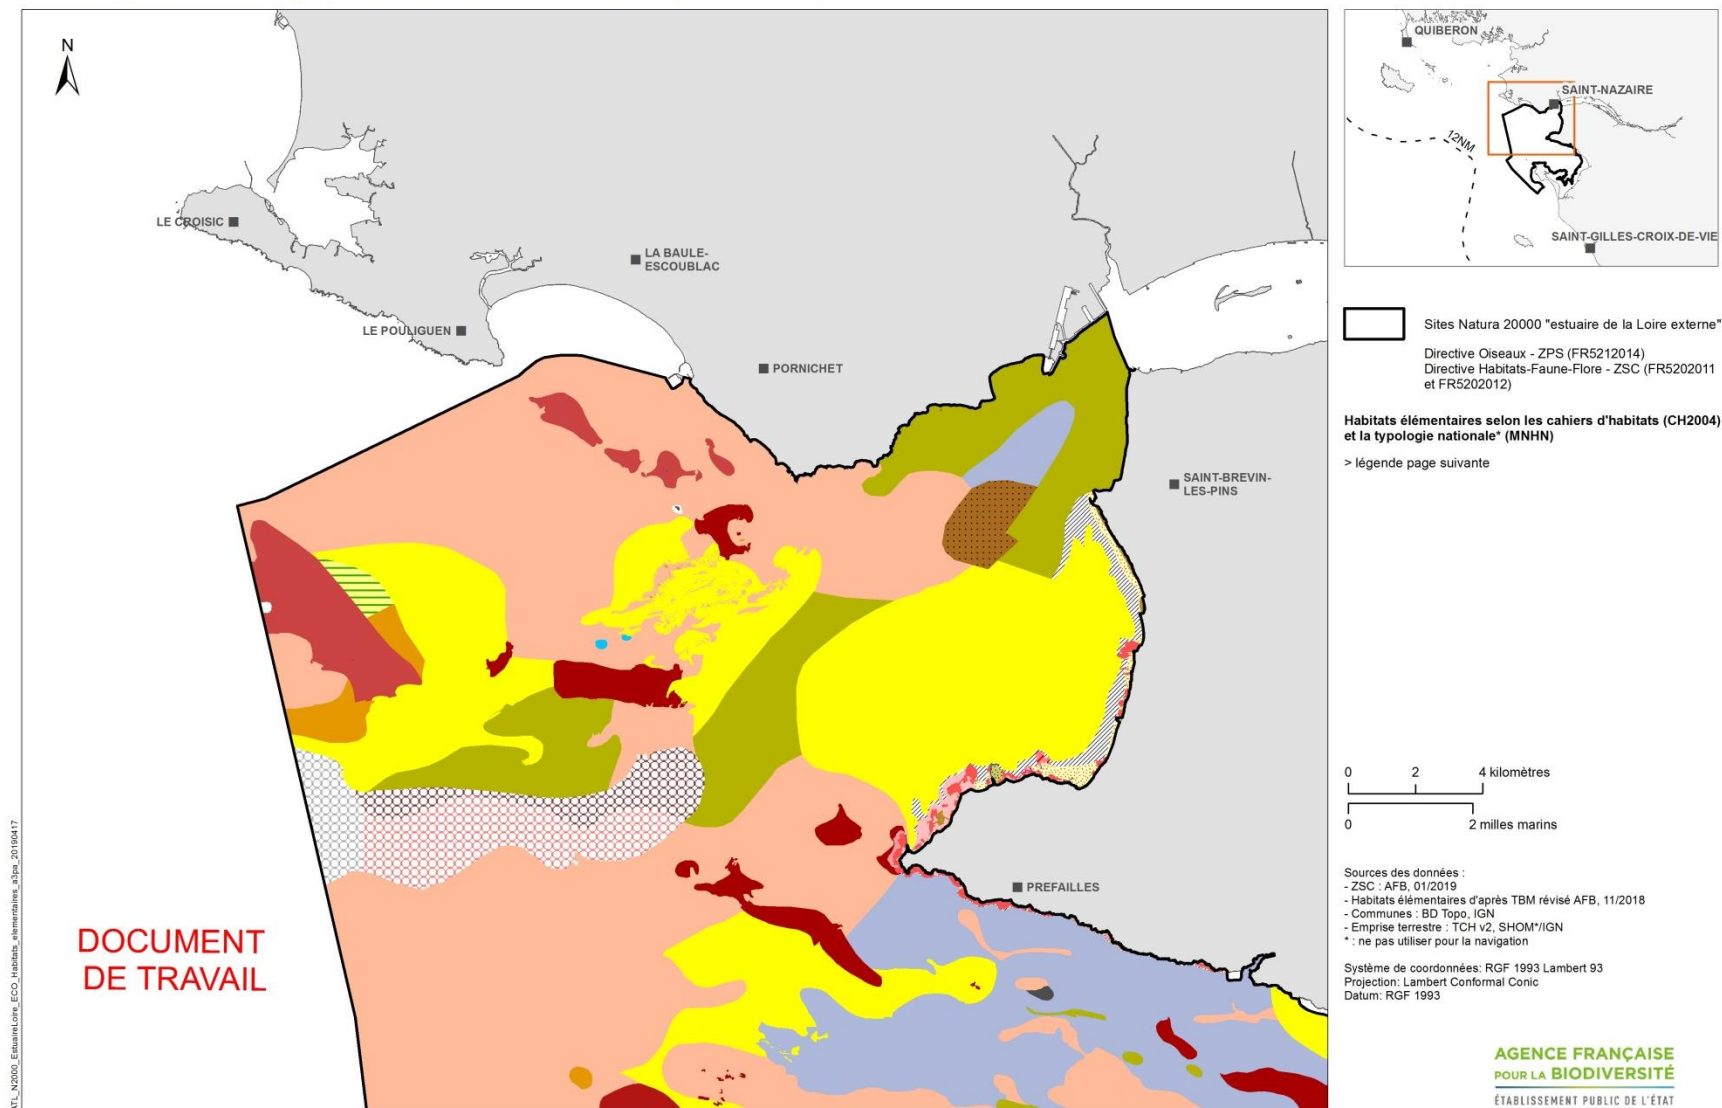 N
LE CROISIC
LE POULIGUEN
LA BAULE-
ESCOUBLAC
PORNICHET
SAINT-BREVIN-
LES-PINS
PREFAILLES
DOCUMENT
DE TRAVAIL
ATL_N2000_EstuaireLoire_ECO_Habitats_elementaires_a3pa_20190417
QUIBERON
SAINT-NAZAIRE
12NM
SAINT-GILLES-CROIX-DE-VIE
Sites Natura 20000 "estuaire de la Loire externe"
Directive Oiseaux - ZPS (FR5212014)
Directive Habitats-Faune-Flore - ZSC (FR5202011
et FR5202012)
Habitats élémentaires selon les cahiers d'habitats (CH2004)
et la typologie nationale* (MNHN)
> légende page suivante
0 2 4 kilomètres
0 2 milles marins
Sources des données :
- ZSC : AFB, 01/2019
- Habitats élémentaires d'après TBM révisé AFB, 11/2018
- Communes : BD Topo, IGN
- Emprise terrestre : TCH v2, SHOM*/IGN
* : ne pas utiliser pour la navigation
Système de coordonnées: RGF 1993 Lambert 93
Projection: Lambert Conformal Conic
Datum: RGF 1993
AGENCE FRANÇAISE
POUR LA BIODIVERSITÉ
ÉTABLISSEMENT PUBLIC DE L'ÉTAT